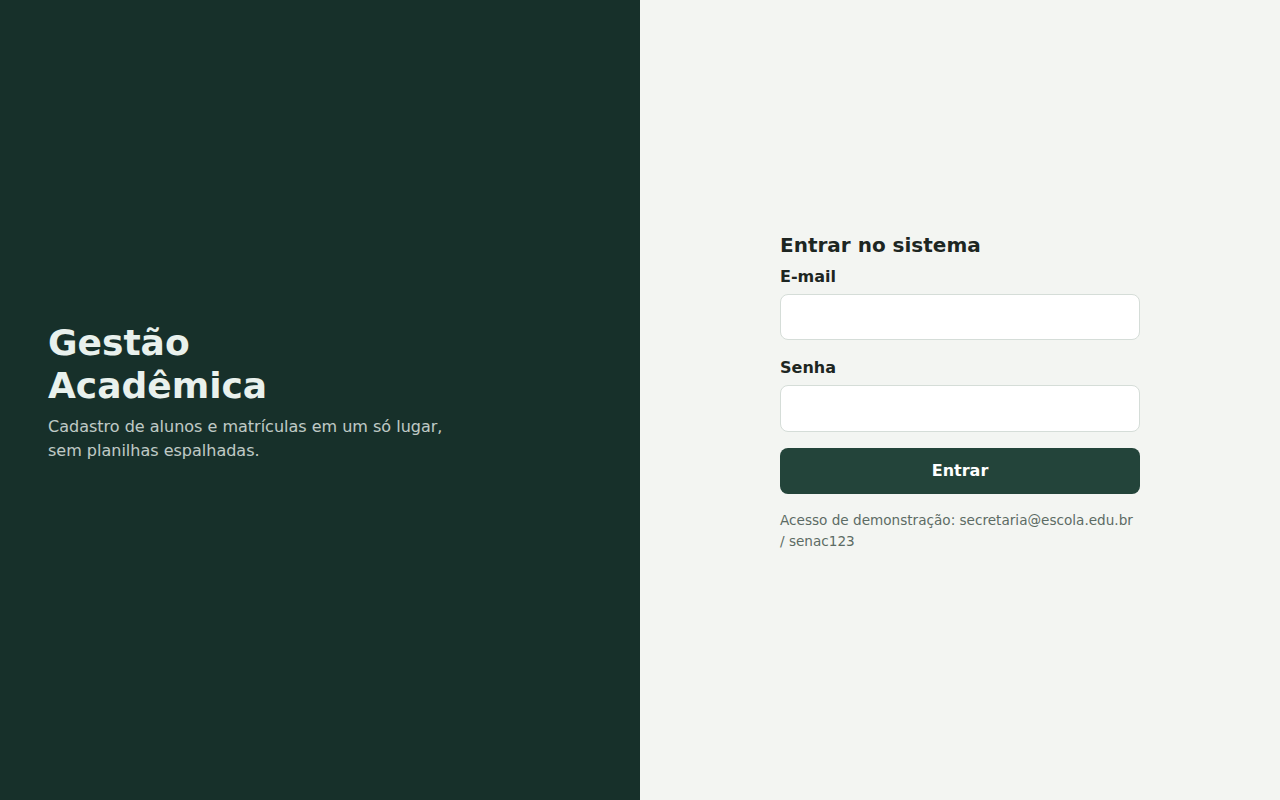 Gestão
Acadêmica
Cadastro de alunos e matrículas em um só lugar,
sem planilhas espalhadas.
Entrar no sistema
E-mail
Senha
Entrar
Acesso de demonstração: secretaria@escola.edu.br
/ senac123